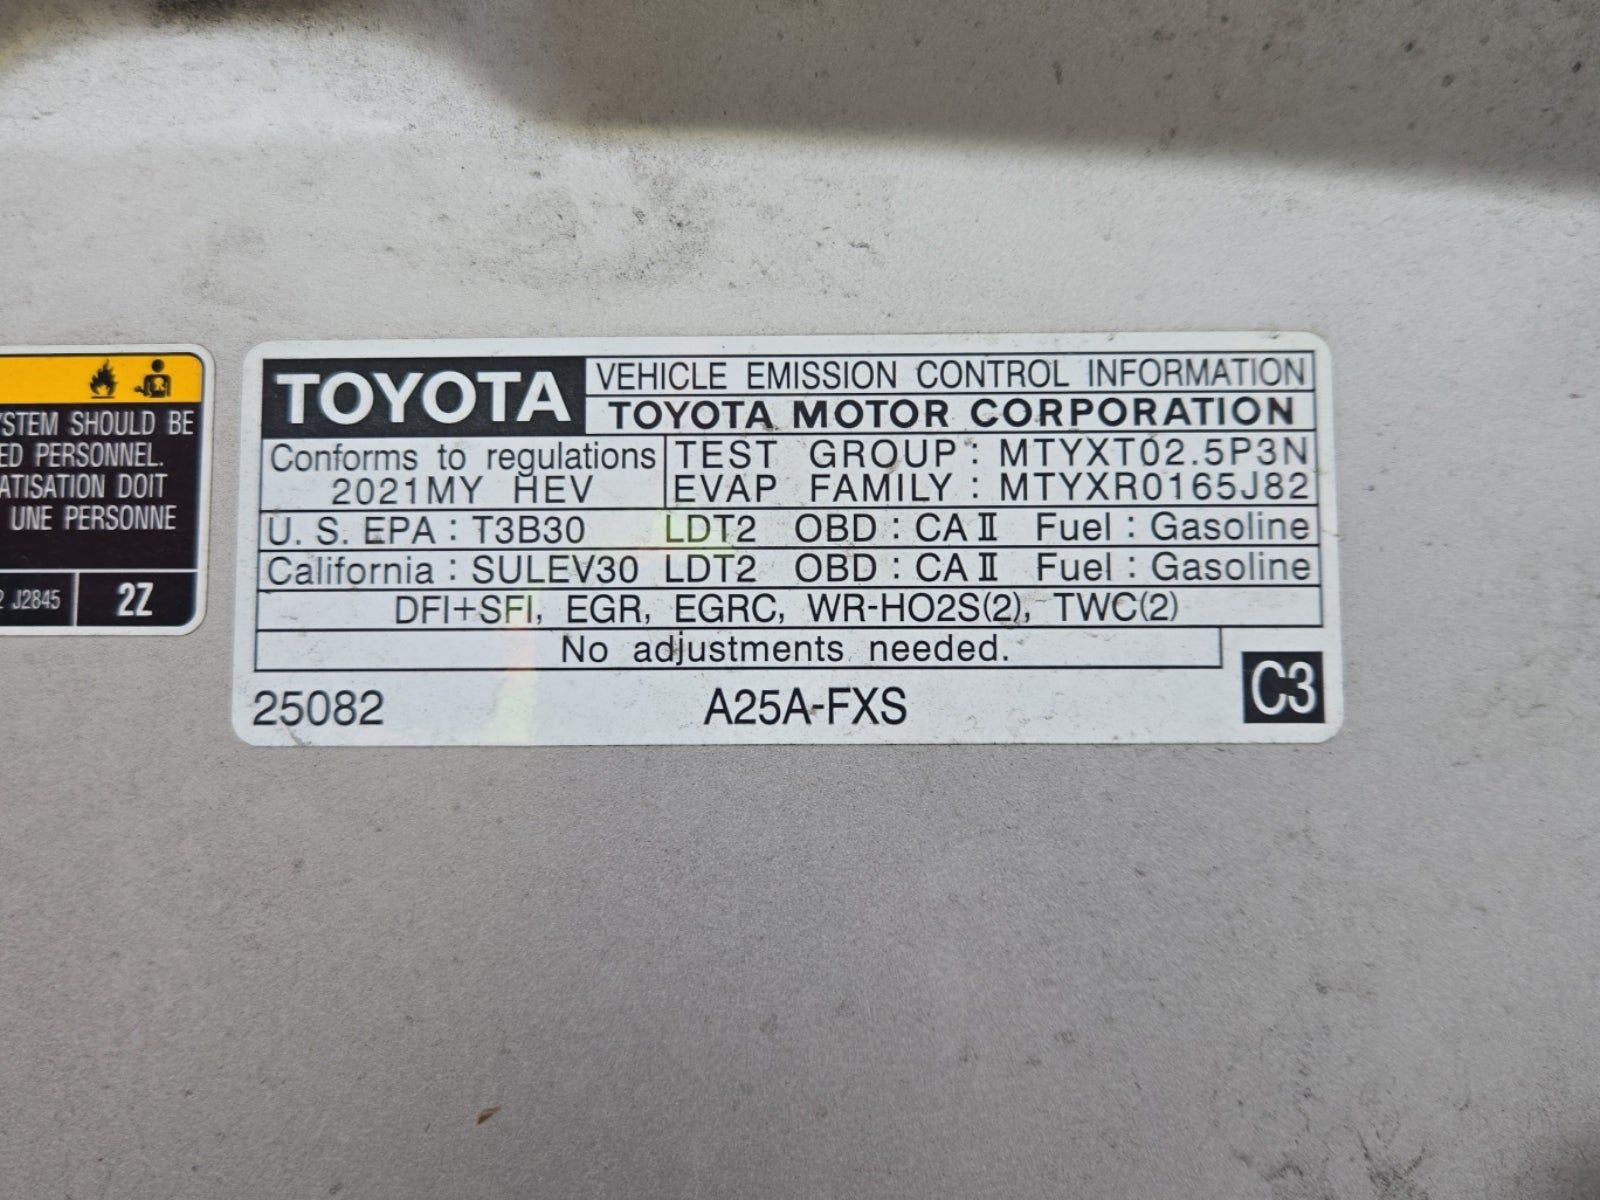 YSTEM SHOULD BE
ED PERSONNEL.
ATISATION DOIT
UNE PERSONNE
2 J2845
2Z
TOYOTA
VEHICLE EMISSION CONTROL INFORMATION
TOYOTA MOTOR CORPORATION
Conforms to regulations
2021MY HEV
TEST GROUP : MTYXT02.5P3N
EVAP FAMILY : MTYXR0165J82
U. S. EPA : T3B30 LDT2 OBD : CA II Fuel : Gasoline
California : SULEV30 LDT2 OBD : CA II Fuel : Gasoline
DFI+SFI, EGR, EGRC, WR-HO2S(2), TWC(2)
No adjustments needed.
25082
A25A-FXS
C3